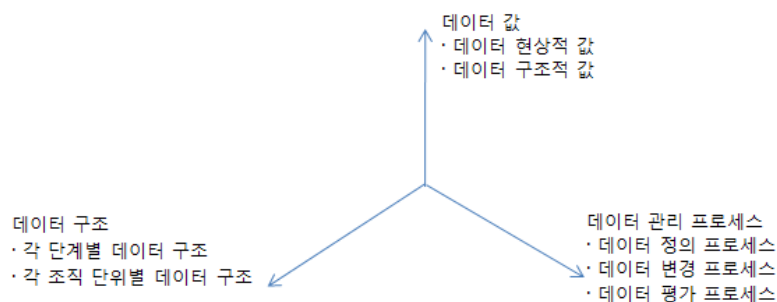 데이터 값
· 데이터 현상적 값
· 데이터 구조적 값
데이터 구조
· 각 단계별 데이터 구조
· 각 조직 단위별 데이터 구조
데이터 관리 프로세스
· 데이터 정의 프로세스
· 데이터 변경 프로세스
· 데이터 평가 프로세스